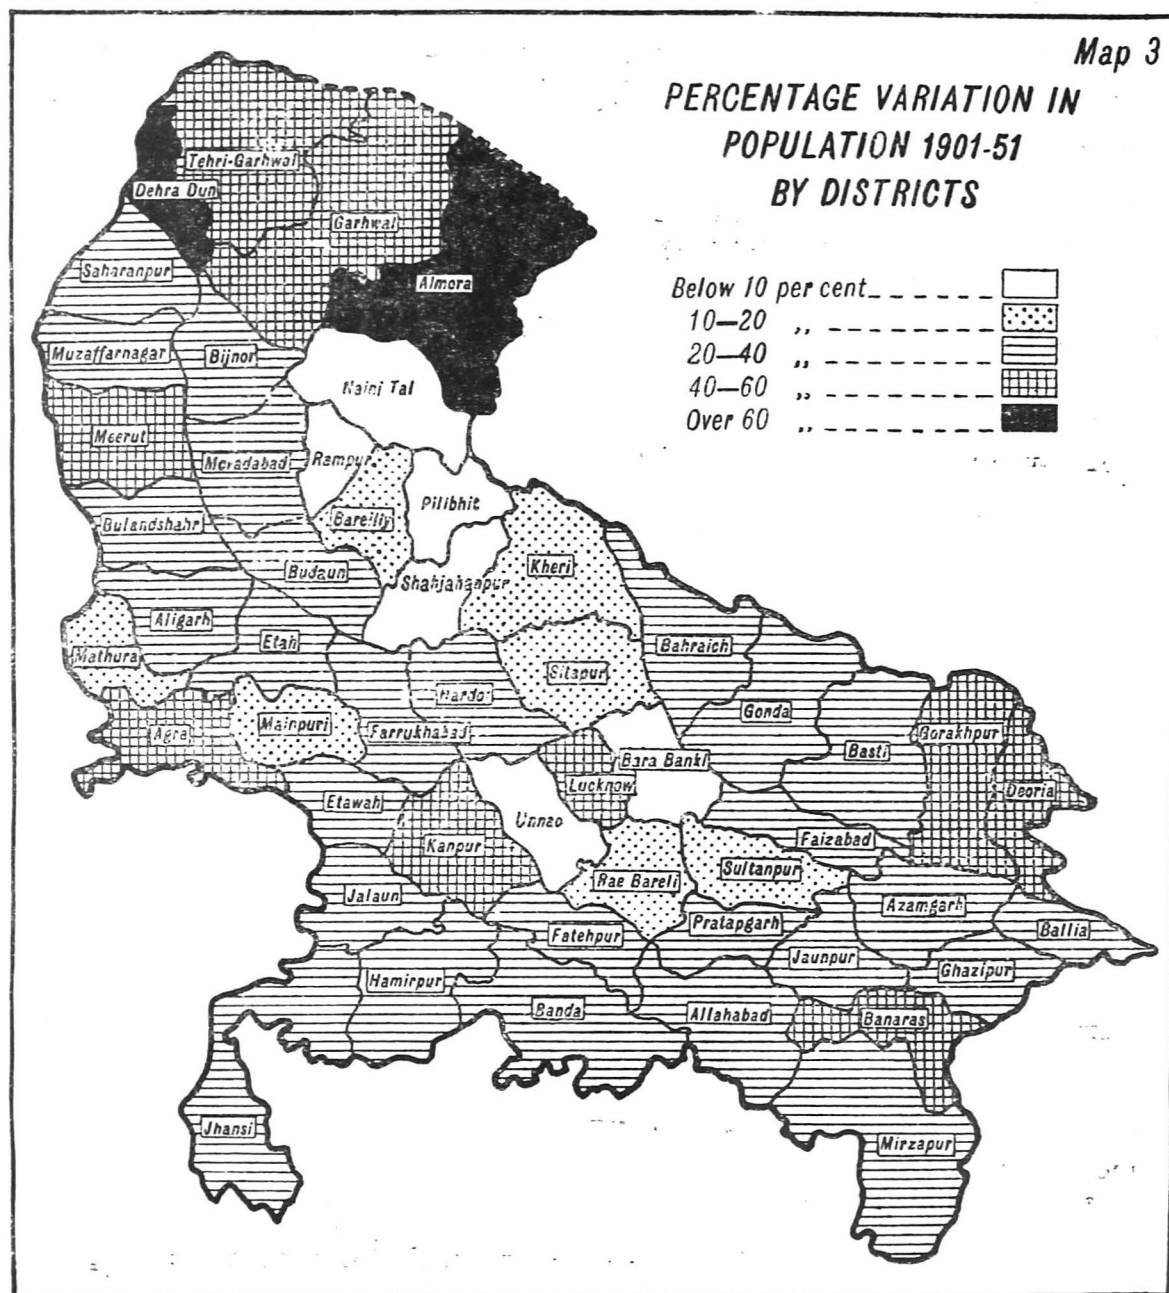 Map 3
PERCENTAGE VARIATION IN
POPULATION 1901-51
BY DISTRICTS
Below 10 per cent
10—20 ,,
20—40 ,,
40—60 ,,
Over 60 ,,
Tehri-Garhwal
Dehra Dun
Garhwal
Saharanpur
Almora
Muzaffarnagar
Bijnor
Naini Tal
Meerut
Moradabad
Rampur
Pilibhit
Bareilly
Bulandshahr
Kheri
Budaun
Shahjahanpur
Aligarh
Etah
Bahraich
Mathura
Sitapur
Hardoi
Gonda
Mainpuri
Agra
Farrukhabad
Gorakhpur
Basti
Bara Banki
Lucknow
Deoria
Etawah
Unnao
Kanpur
Faizabad
Sultanpur
Rae Bareli
Jalaun
Azamgarh
Pratapgarh
Ballia
Fatehpur
Jaunpur
Ghazipur
Hamirpur
Banda
Allahabad
Banaras
Jhansi
Mirzapur